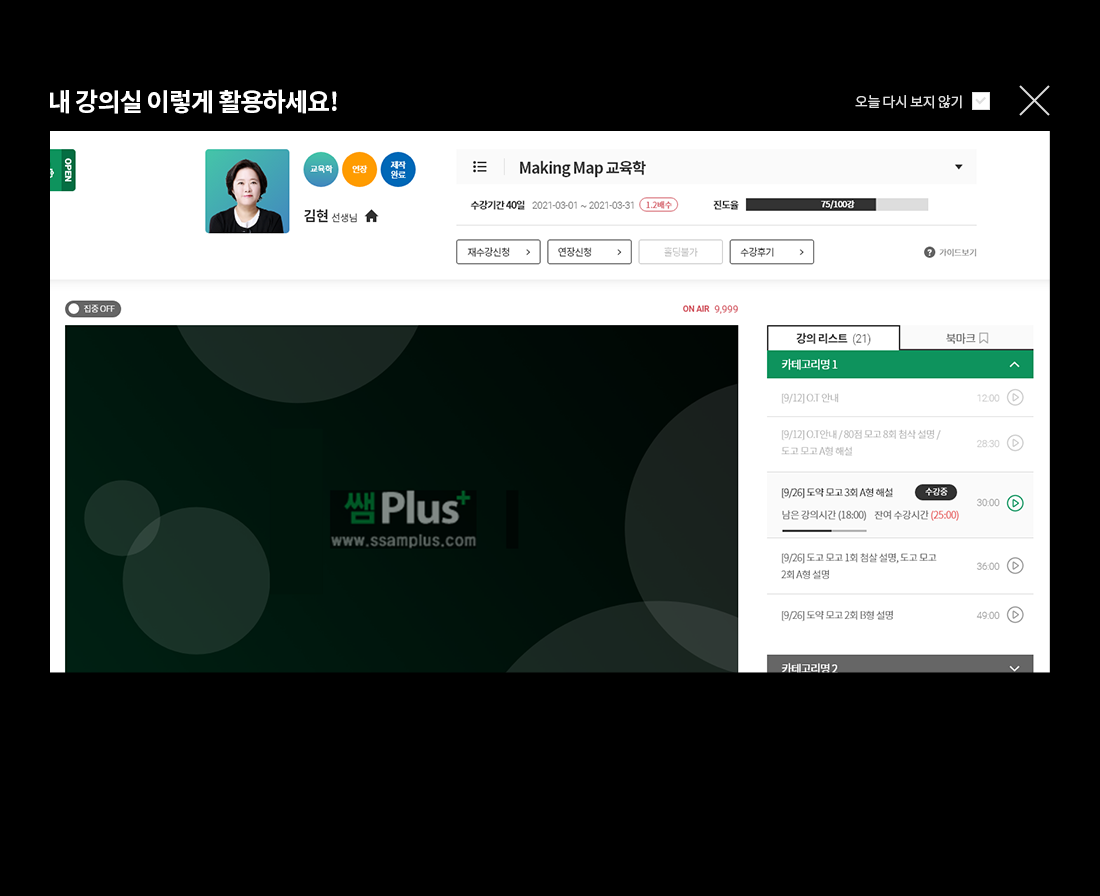 내 강의실 이렇게 활용하세요!
오늘 다시 보지 않기
OPEN
교육학
연장
제작
완료
김현 선생님
Making Map 교육학
수강기간 40일 2021-03-01 ~ 2021-03-31 1.2배수
진도율 75/100강
재수강신청
연장신청
홀딩불가
수강후기
? 가이드보기
집중 OFF
ON AIR 9,999
강의 리스트 (21)
북마크
카테고리명 1
[9/12] O.T 안내 12:00
[9/12] O.T안내 / 80점 모고 8회 첨삭 설명 /
도고 모고 A형 해설
28:30
[9/26] 도약 모고 3회 A형 해설 수강중
남은 강의시간 (18:00) 잔여 수강시간 (25:00)
30:00
[9/26] 도고 모고 1회 첨삭 설명, 도고 모고
2회 A형 설명
36:00
[9/26] 도약 모고 2회 B형 설명 49:00
카테고리명 2
쌤Plus+
www.ssamplus.com